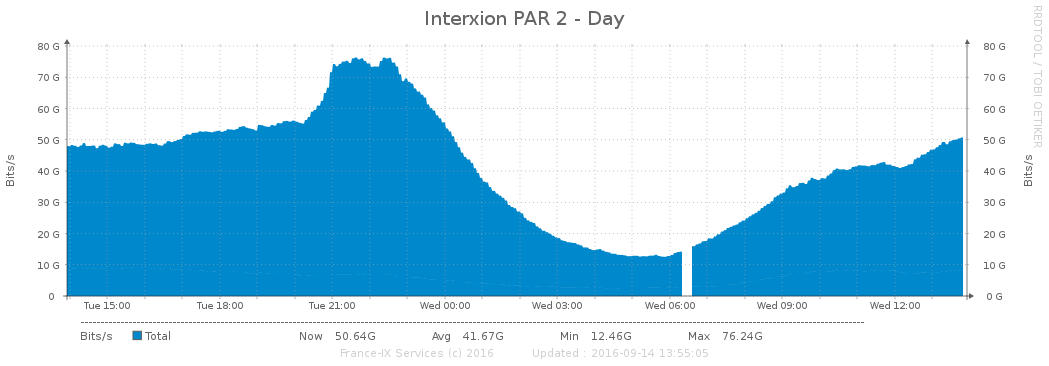 Interxion PAR 2 - Day
RRDTOOL / TOBI OETIKER
80 G 80 G
70 G 70 G
60 G 60 G
50 G 50 G
40 G 40 G
30 G 30 G
20 G 20 G
10 G 10 G
0 0 G
Bits/s
Bits/s
Tue 15:00 Tue 18:00 Tue 21:00 Wed 00:00 Wed 03:00 Wed 06:00 Wed 09:00 Wed 12:00
Bits/s Total Now 50.64G Avg 41.67G Min 12.46G Max 76.24G
France-IX Services (c) 2016 Updated : 2016-09-14 13:55:05